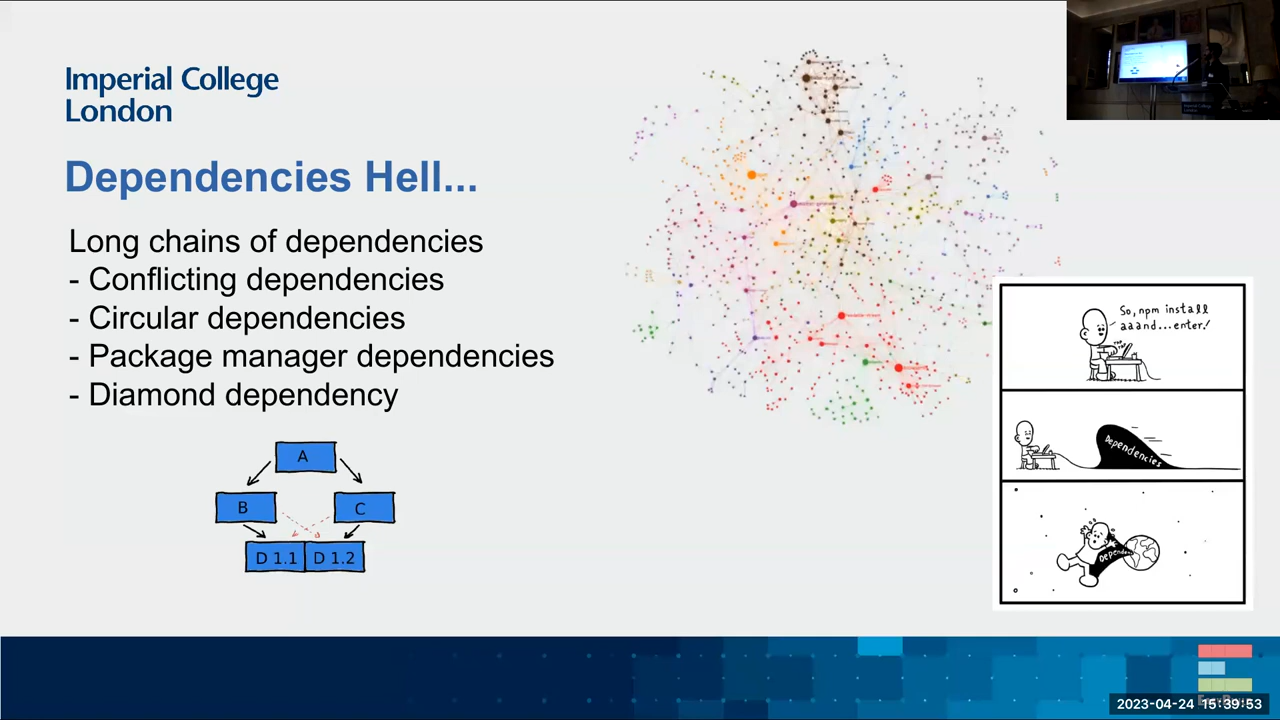 Imperial College
London
Dependencies Hell...
Long chains of dependencies
- Conflicting dependencies
- Circular dependencies
- Package manager dependencies
- Diamond dependency
A
B
C
D 1.1
D 1.2
So, npm install
aaand...enter!
Dependencies
2023-04-24 15:39:53